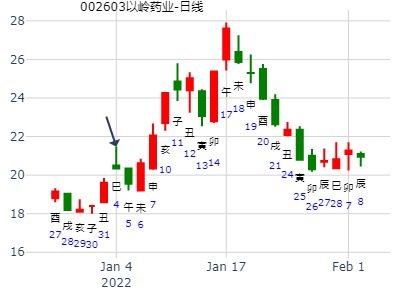 002603以岭药业-日线
28
26
24
22
20
18
16
酉
27
戌
28
亥
29
子
30
丑
31
巳
4
午
5
未
6
申
7
亥
10
子
11
丑
12
寅
13
卯
14
午
17
未
18
申
19
酉
20
戌
21
丑
24
寅
25
卯
26
辰
27
巳
28
卯
7
辰
8
Jan 4
2022
Jan 17
Feb 1